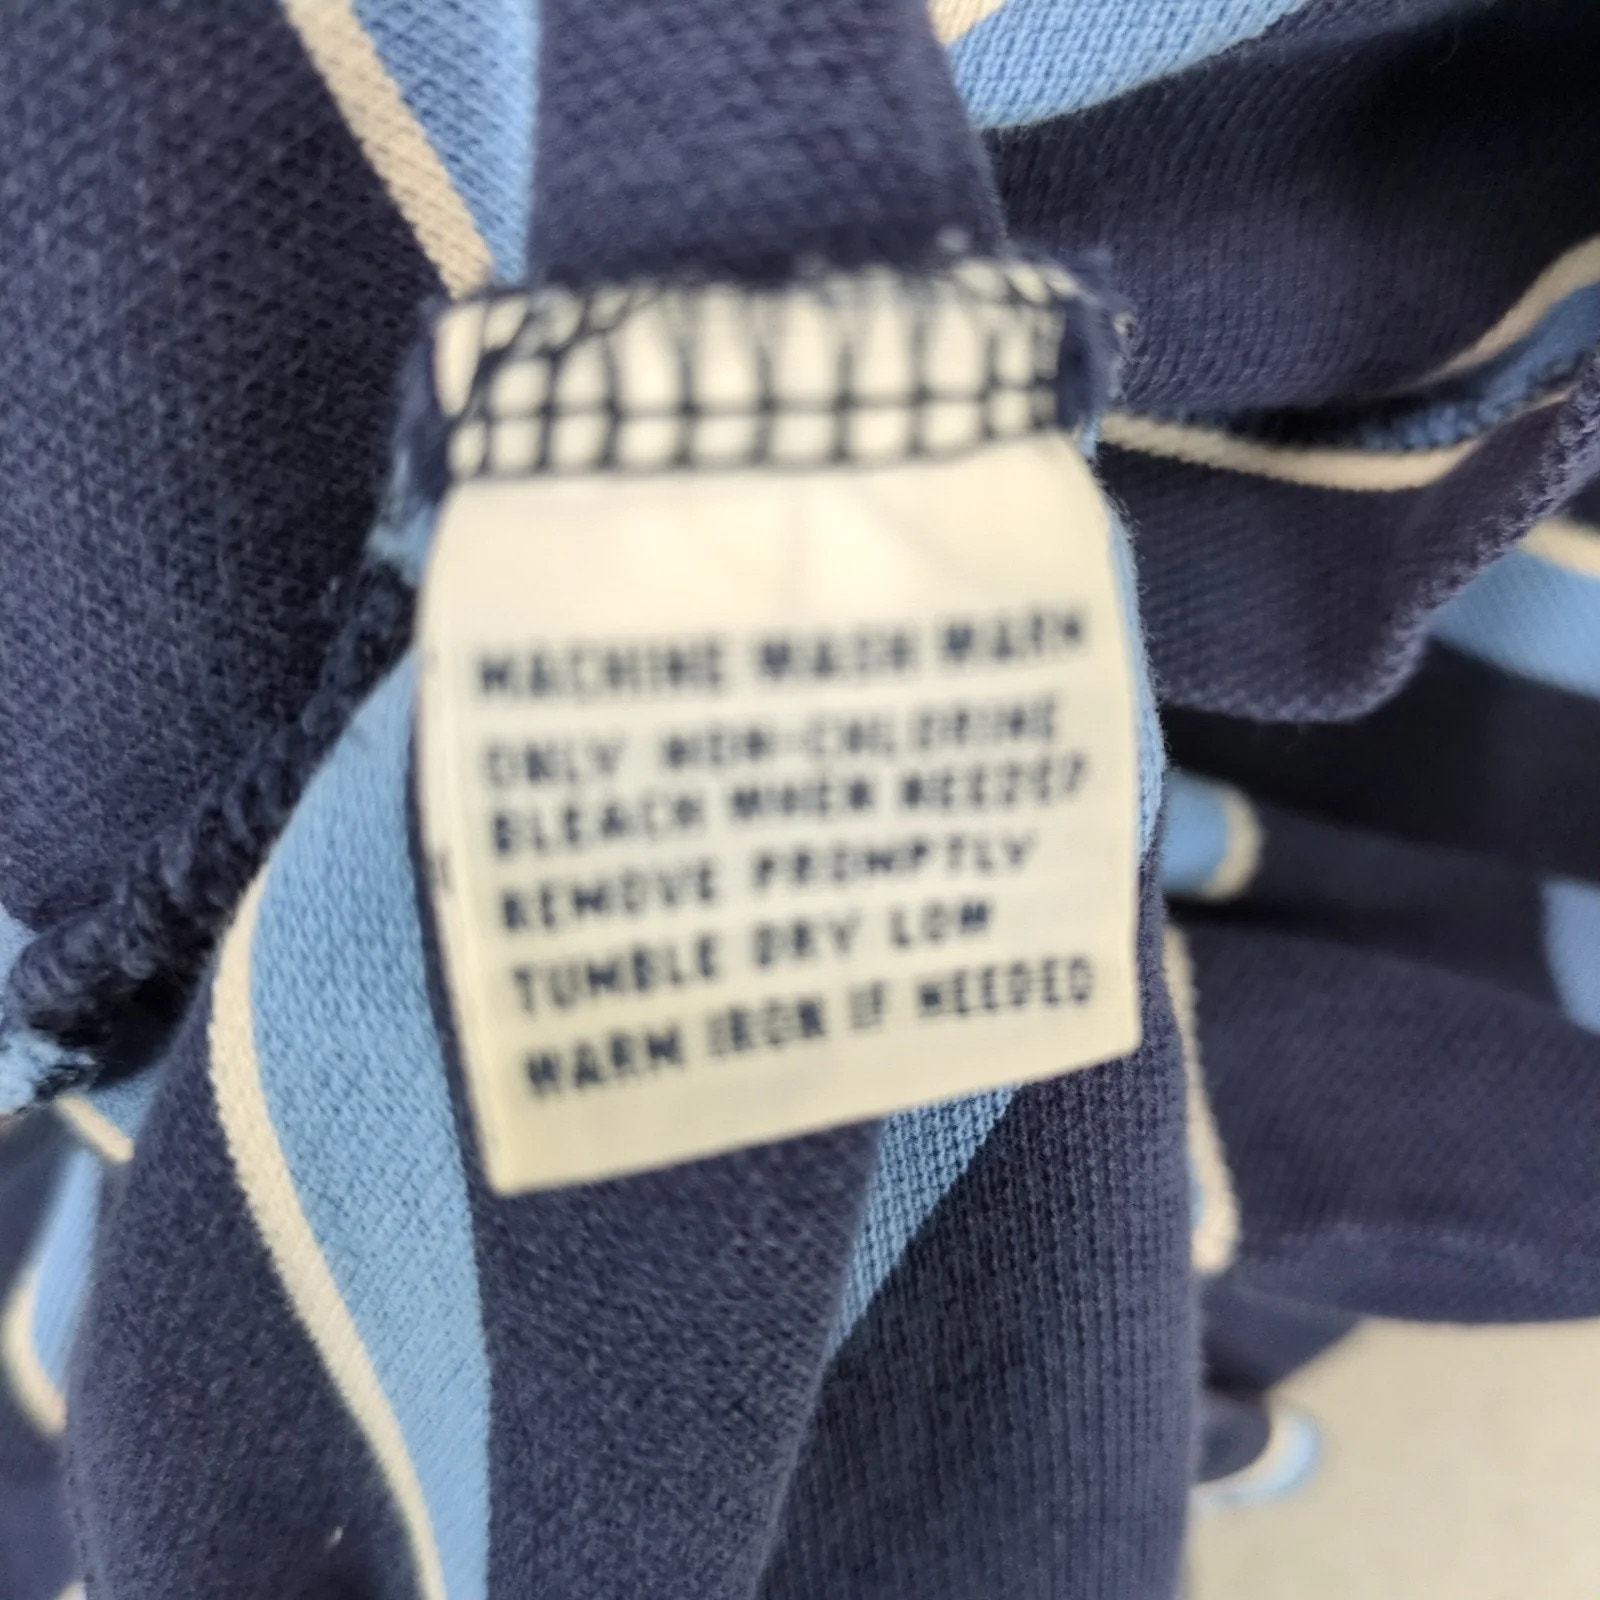 MACHINE WASH WARM
ONLY NON-CHLORINE
BLEACH WHEN NEEDED
REMOVE PROMPTLY
TUMBLE DRY LOW
WARM IRON IF NEEDED